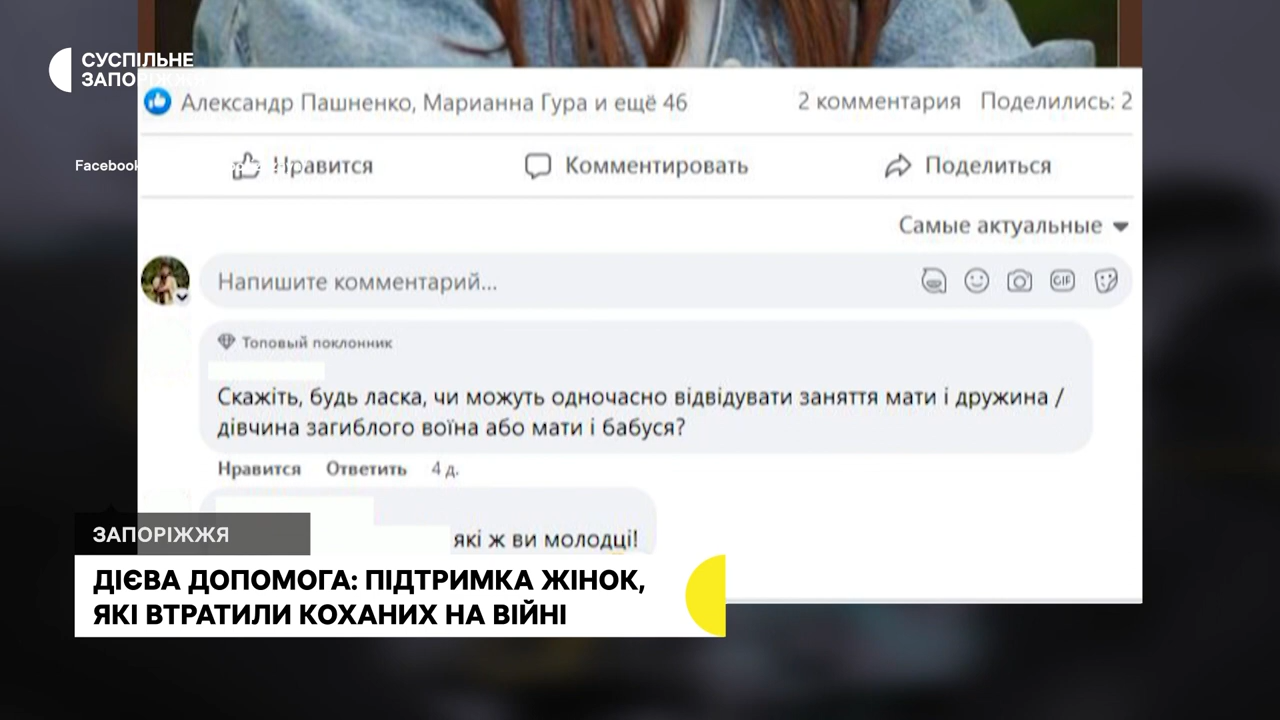 СУСПІЛЬНЕ
ЗАПОРІЖЖЯ
Александр Пашненко, Марианна Гура и ещё 46
2 комментария Поделились: 2
Facebook
Нравится Комментировать Поделиться
Самые актуальные
Напишите комментарий...
GIF
Топовый поклонник
Скажіть, будь ласка, чи можуть одночасно відвідувати заняття мати і дружина /
дівчина загиблого воїна або мати і бабуся?
Нравится Ответить 4 д.
які ж ви молодці!
ЗАПОРІЖЖЯ
ДІЄВА ДОПОМОГА: ПІДТРИМКА ЖІНОК,
ЯКІ ВТРАТИЛИ КОХАНИХ НА ВІЙНІ